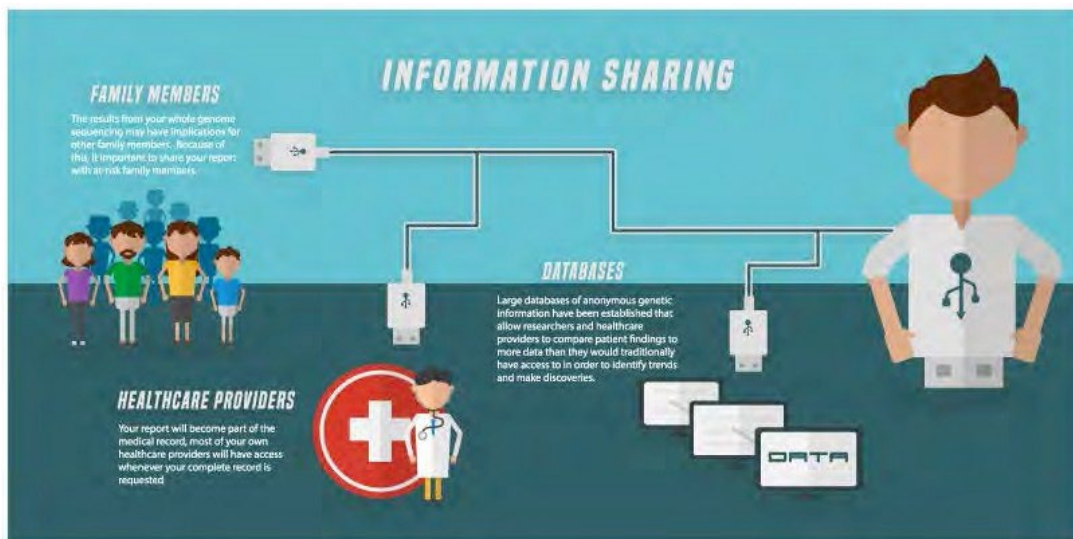 INFORMATION SHARING
FAMILY MEMBERS
The results from your whole genome
sequencing may have implications for
other family members. Because of
this, it important to share your report
with at-risk family members.
DATABASES
Large databases of anonymous genetic
information have been established that
allow researchers and healthcare
providers to compare patient findings to
more data than they would traditionally
have access to in order to identify trends
and make discoveries.
HEALTHCARE PROVIDERS
Your report will become part of the
medical record, most of your own
healthcare providers will have access
whenever your complete record is
requested
DATA